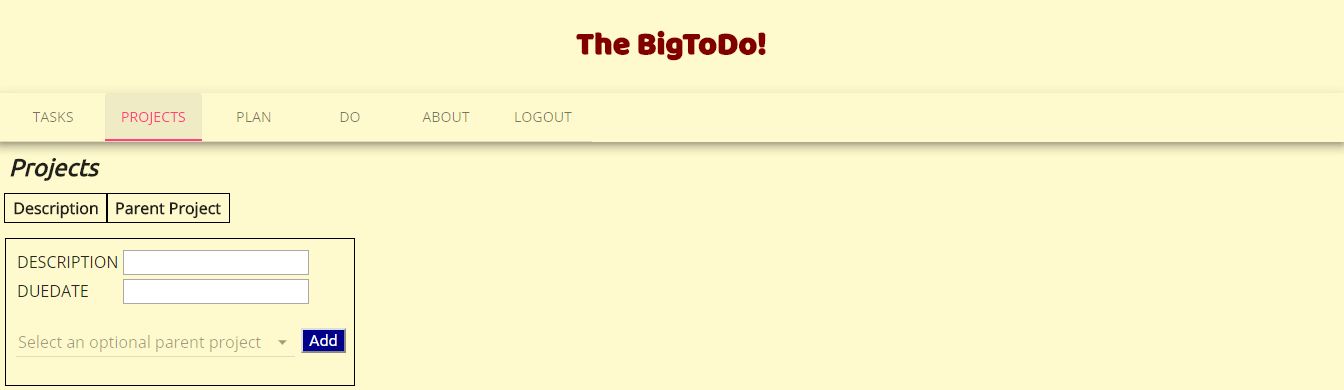 The BigToDo!
TASKS PROJECTS PLAN DO ABOUT LOGOUT
Projects
Description Parent Project
DESCRIPTION
DUEDATE
Select an optional parent project Add